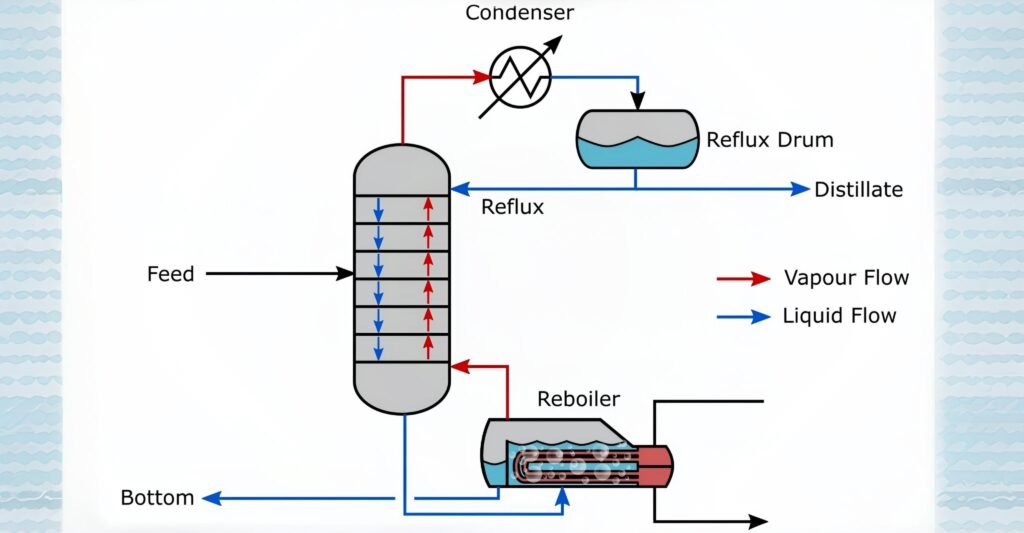 Condenser
Reflux Drum
Distillate
Reflux
Feed
Vapour Flow
Liquid Flow
Reboiler
Bottom